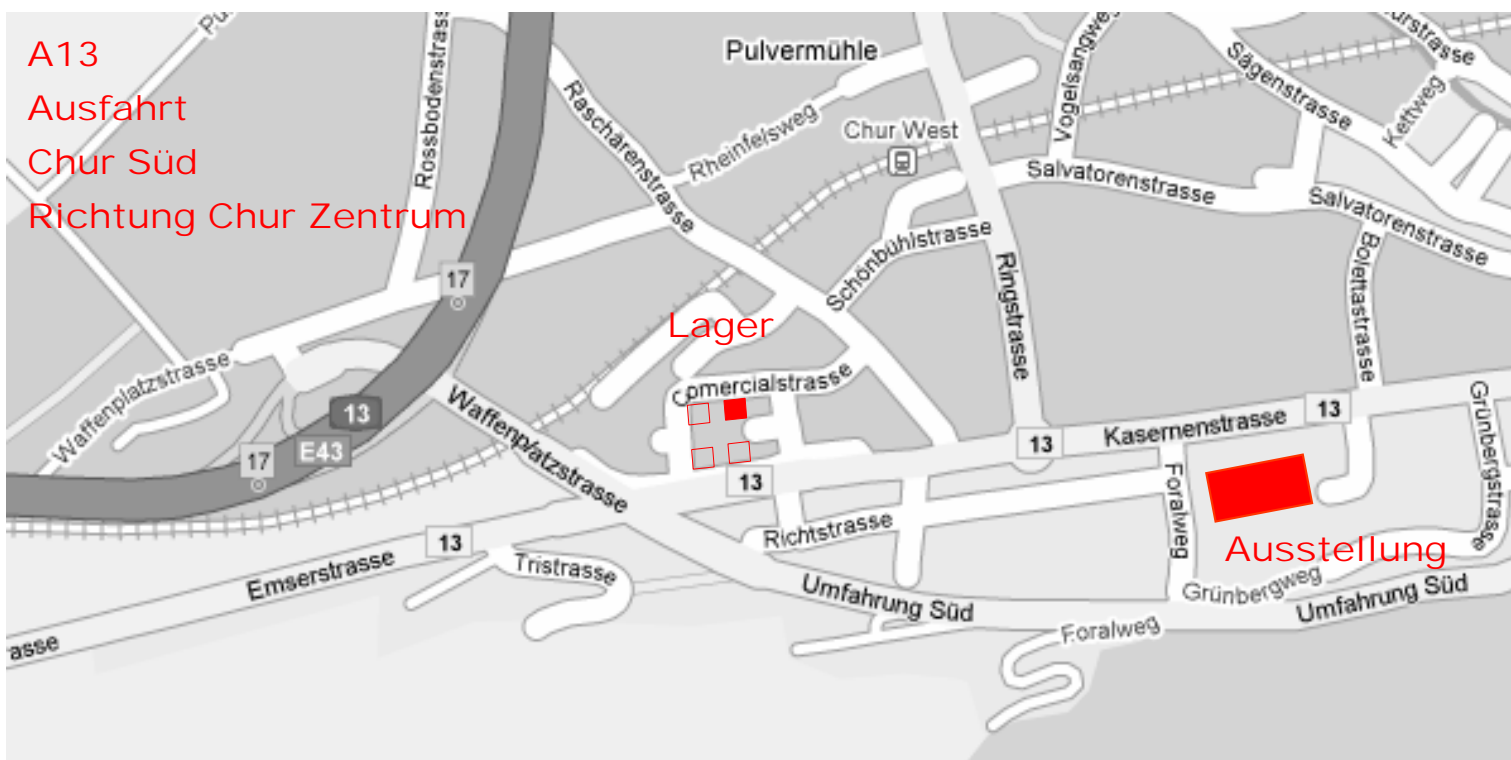 A13
Ausfahrt
Chur Süd
Richtung Chur Zentrum
Pulvermühle
Rossbodenstrasse
Raschärenstrasse
Rheinfelsweg
Chur West
Vogelsangweg
Sägenstrasse
Kettweg
Salvatorenstrasse
Salvatorenstrasse
Schönbühlstrasse
Ringstrasse
Bolettastrasse
17
Lager
Comercialstrasse
Waffenplatzstrasse
13
E43
17
Waffenplatzstrasse
13
13
13
Kasernenstrasse
13
Grünbergstrasse
Foralweg
Richtstrasse
Ausstellung
Emserstrasse
Tristrasse
Umfahrung Süd
Grünbergweg
Umfahrung Süd
Foralweg
asse